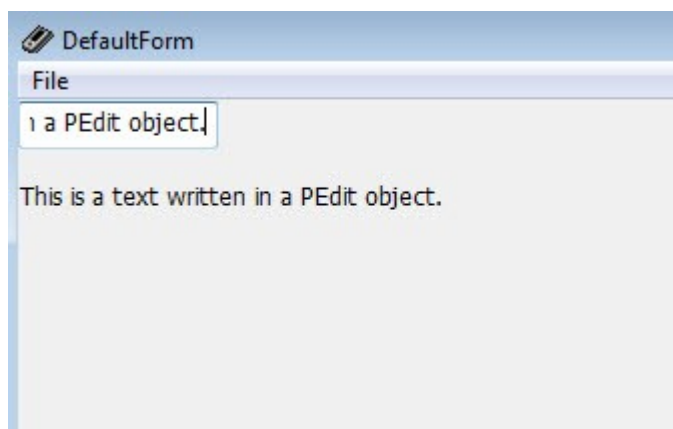 DefaultForm
File
a PEdit object.
This is a text written in a PEdit object.